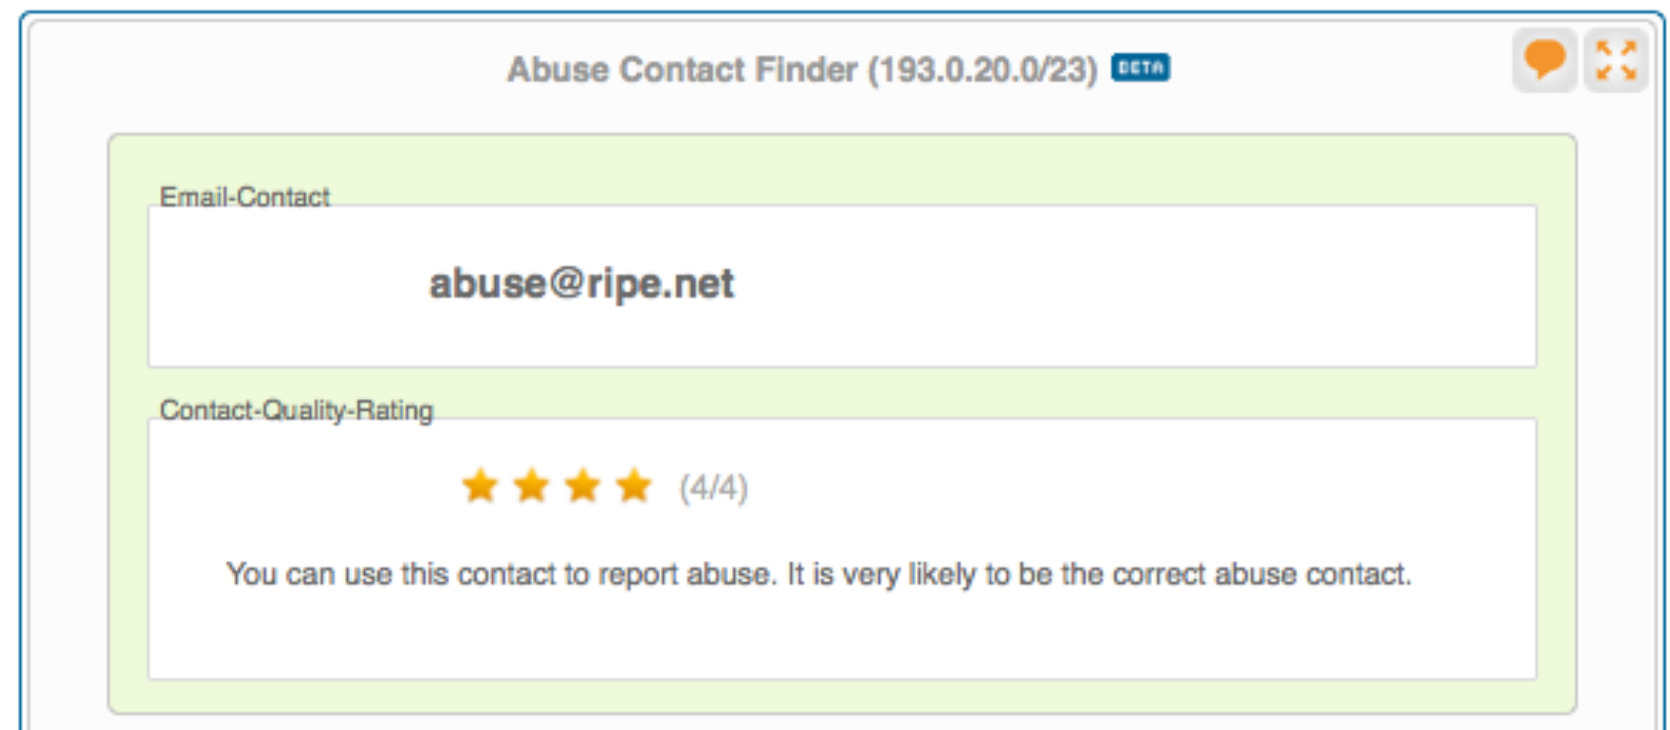 Abuse Contact Finder (193.0.20.0/23) BETA
Email-Contact
abuse@ripe.net
Contact-Quality-Rating
(4/4)
You can use this contact to report abuse. It is very likely to be the correct abuse contact.